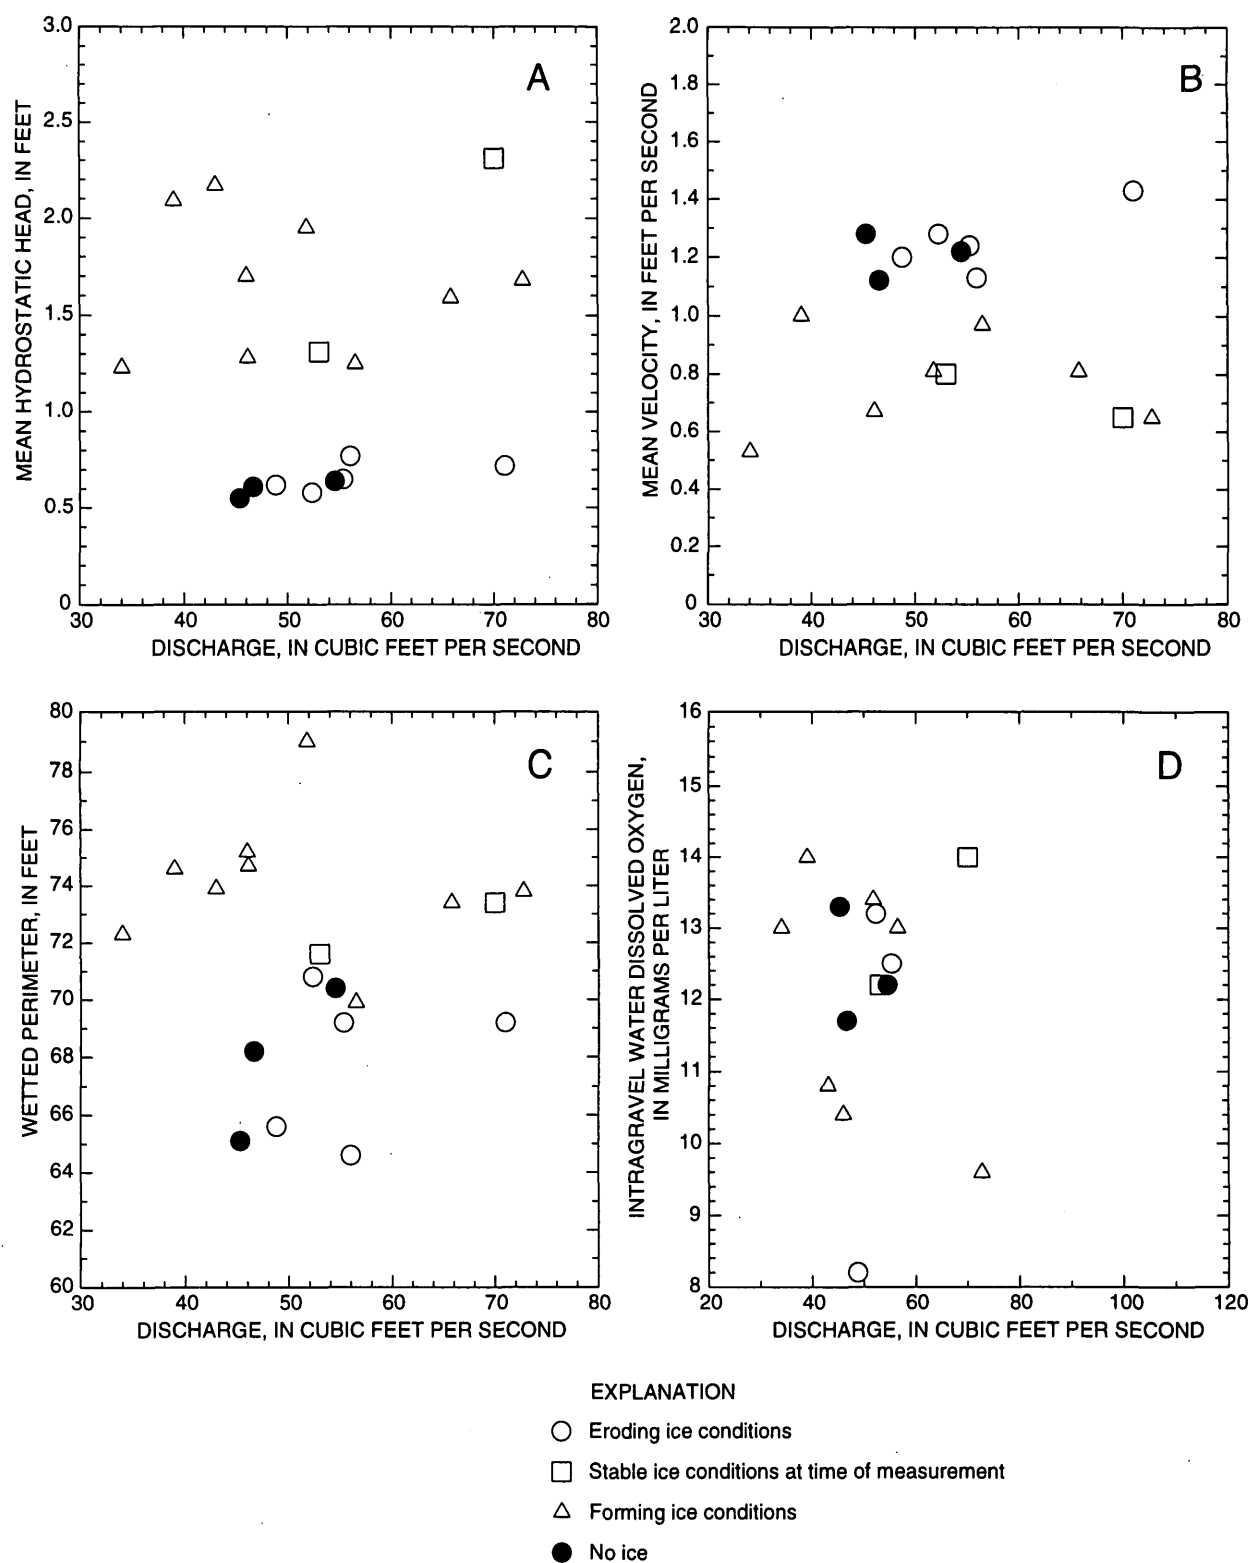 A
MEAN HYDROSTATIC HEAD, IN FEET
3.0
2.5
2.0
1.5
1.0
0.5
0
30 40 50 60 70 80
DISCHARGE, IN CUBIC FEET PER SECOND
B
MEAN VELOCITY, IN FEET PER SECOND
2.0
1.8
1.6
1.4
1.2
1.0
0.8
0.6
0.4
0.2
0
30 40 50 60 70 80
DISCHARGE, IN CUBIC FEET PER SECOND
C
WETTED PERIMETER, IN FEET
80
78
76
74
72
70
68
66
64
62
60
30 40 50 60 70 80
DISCHARGE, IN CUBIC FEET PER SECOND
D
INTRAGRAVEL WATER DISSOLVED OXYGEN,
IN MILLIGRAMS PER LITER
16
15
14
13
12
11
10
9
8
20 40 60 80 100 120
DISCHARGE, IN CUBIC FEET PER SECOND
EXPLANATION
Eroding ice conditions
Stable ice conditions at time of measurement
Forming ice conditions
No ice